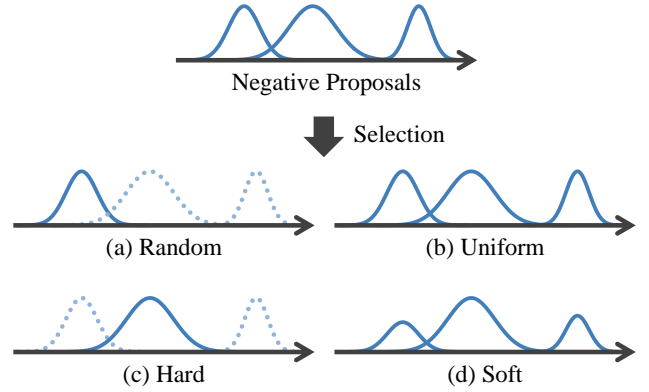 Negative Proposals
Selection
(a) Random
(b) Uniform
(c) Hard
(d) Soft